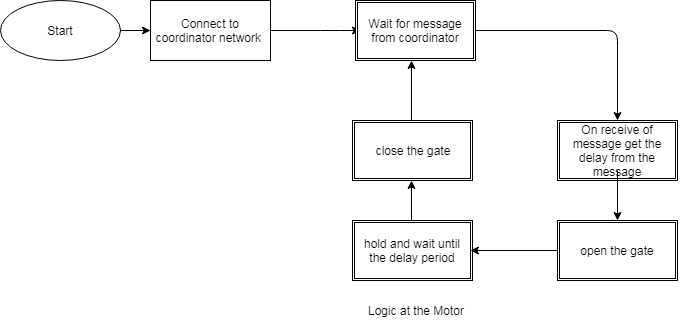 Start
Connect to
coordinator network
Wait for message
from coordinator
On receive of
message get the
delay from the
message
open the gate
hold and wait until
the delay period
close the gate
Logic at the Motor